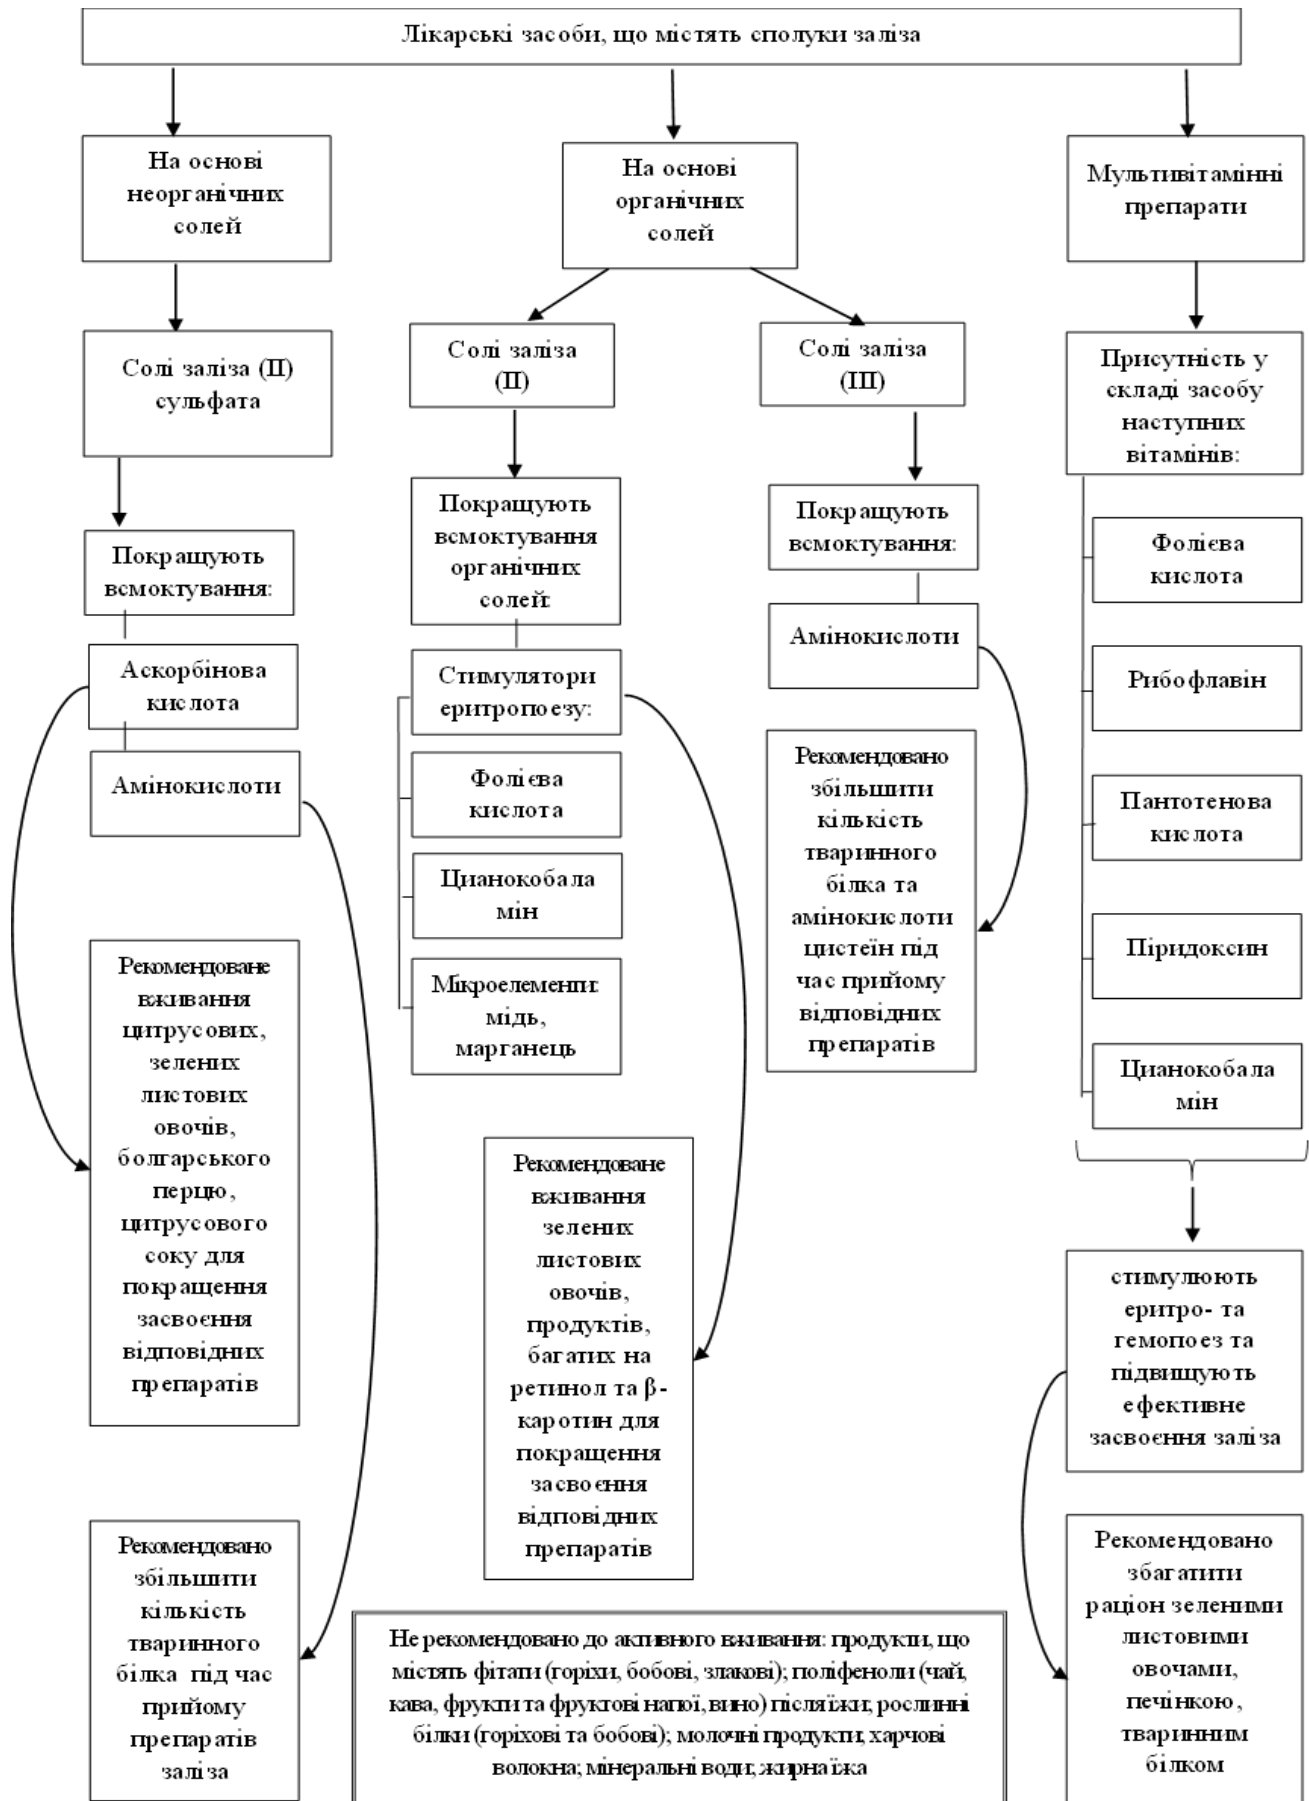 Лікарські засоби, що містять сполуки заліза
На основі
неорганічних
солей
Солі заліза (II)
сульфата
Покращують
всмоктування:
Аскорбінова
кислота
Амінокислоти
Рекомендоване
вживання
цитрусових,
зелених
листових
овочів,
болгарського
перцю,
цитрусового
соку для
покращення
засвоєння
відповідних
препаратів
Рекомендовано
збільшити
кількість
тваринного
білка під час
прийому
препаратів
заліза
На основі
органічних
солей
Солі заліза
(II)
Покращують
всмоктування
органічних
солей:
Стимулятори
еритропоезу:
Фолієва
кислота
Цианокобала
мін
Мікроелементи:
мідь,
марганець
Рекомендоване
вживання
зелених
листових
овочів,
продуктів,
багатих на
ретинол та β-
каротин для
покращення
засвоєння
відповідних
препаратів
Солі заліза
(III)
Покращують
всмоктування:
Амінокислоти
Рекомендовано
збільшити
кількість
тваринного
білка та
амінокислоти
цистеїн під
час прийому
відповідних
препаратів
Мультивітамінні
препарати
Присутність у
складі засобу
наступних
вітамінів:
Фолієва
кислота
Рибофлавін
Пантотенова
кислота
Піридоксин
Цианокобала
мін
стимулюють
еритро- та
гемопоез та
підвищують
ефективне
засвоєння заліза
Рекомендовано
збагатити
раціон зеленими
листовими
овочами,
печінкою,
тваринним
білком
Не рекомендовано до активного вживання: продукти, що
містять фітати (горіхи, бобові, злакові); поліфеноли (чай,
кава, фрукти та фруктові напої, вино) після їжи; рослинні
білки (горіхові та бобові); молочні продукти; харчові
волокна; мінеральні води; жирна їжа